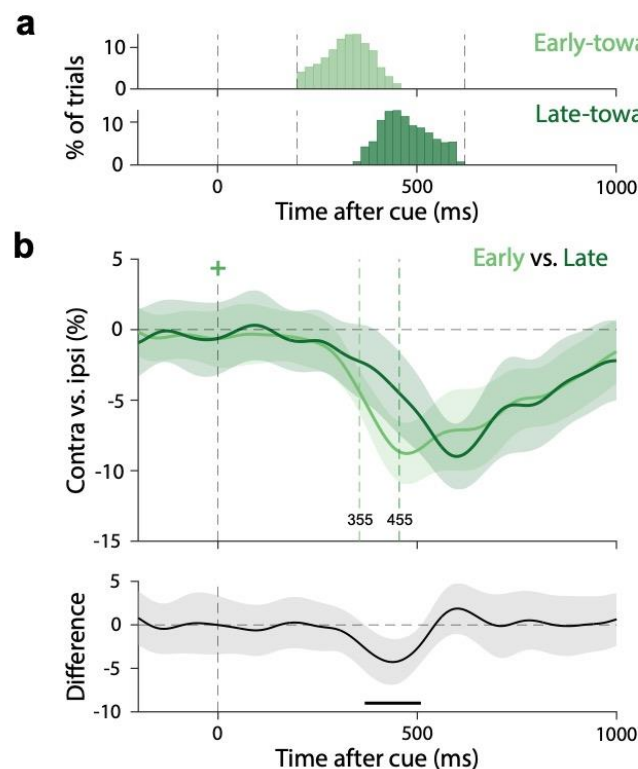 a
Early-towa
10
0
% of trials
Late-towa
10
0
0 500 1000
Time after cue (ms)
b
Early vs. Late
+
5
0
-5
-10
-15
Contra vs. ipsi (%)
355 455
5
0
-5
-10
Difference
0 500 1000
Time after cue (ms)